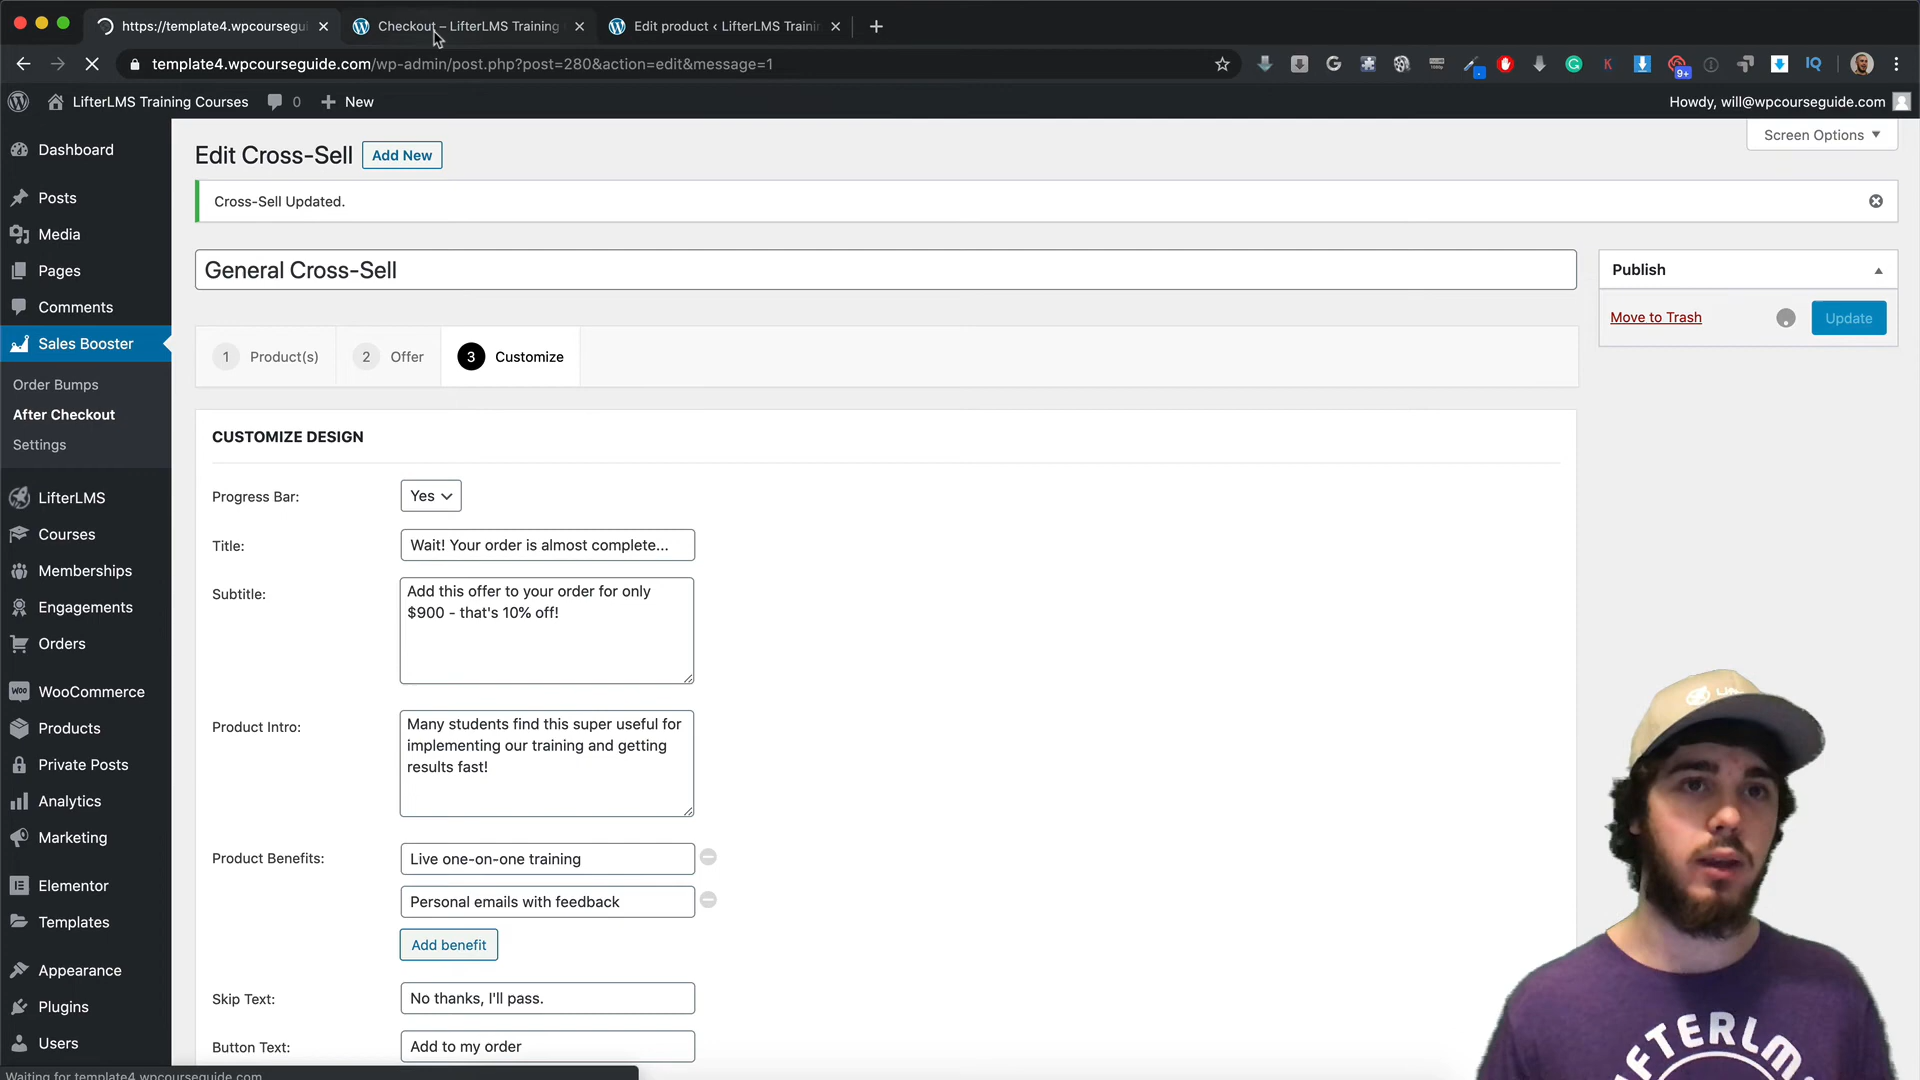 https://template4.wpcoursegui
Checkout – LifterLMS Training
Edit product ‹ LifterLMS Traini
template4.wpcourseguide.com/wp-admin/post.php?post=280&action=edit&message=1
9+
IQ
LifterLMS Training Courses
0
New
Howdy, will@wpcourseguide.com
Screen Options
Dashboard
Posts
Media
Pages
Comments
Sales Booster
Order Bumps
After Checkout
Settings
LifterLMS
Courses
Memberships
Engagements
Orders
WooCommerce
Products
Private Posts
Analytics
Marketing
Elementor
Templates
Appearance
Plugins
Users
Edit Cross-Sell
Add New
Cross-Sell Updated.
General Cross-Sell
1 Product(s)
2 Offer
3 Customize
Publish
Move to Trash
Update
CUSTOMIZE DESIGN
Progress Bar:
Yes
Title:
Wait! Your order is almost complete...
Subtitle:
Add this offer to your order for only
$900 - that's 10% off!
Product Intro:
Many students find this super useful for
implementing our training and getting
results fast!
Product Benefits:
Live one-on-one training
Personal emails with feedback
Add benefit
Skip Text:
No thanks, I'll pass.
Button Text:
Add to my order
Waiting for template4.wpcourseguide.com